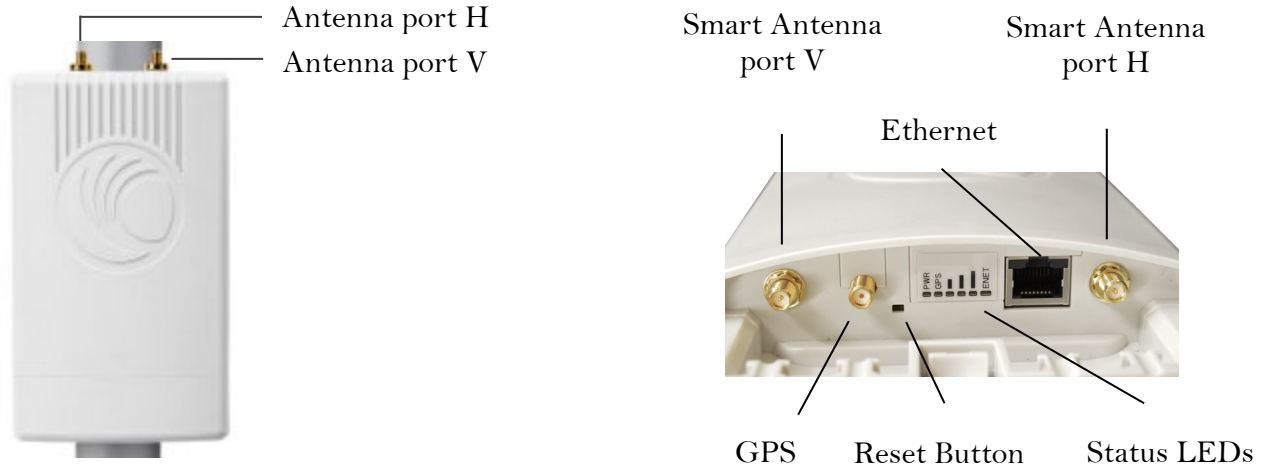 Antenna port H
Antenna port V
Smart Antenna
port V
Smart Antenna
port H
Ethernet
PWR
GPS
ENET
GPS
Reset Button
Status LEDs